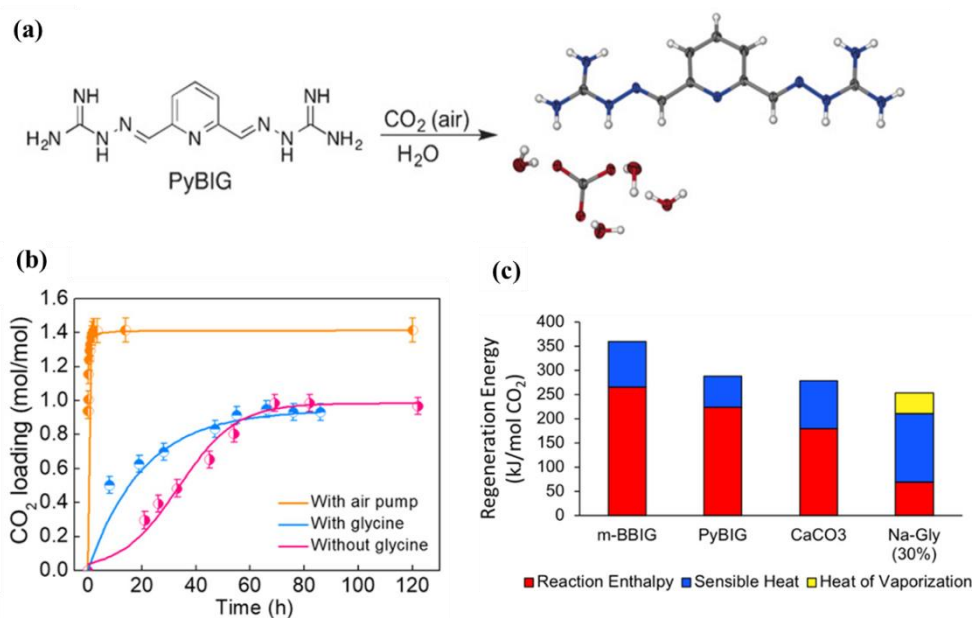 (a)
NH
NH
H₂N
N
H
N
N
N
N
H
NH₂
PyBIG
CO₂ (air)
H₂O
(b)
CO₂ loading (mol/mol)
1.6
1.4
1.2
1.0
0.8
0.6
0.4
0.2
0.0
0 20 40 60 80 100 120
Time (h)
With air pump
With glycine
Without glycine
(c)
Regeneration Energy
(kJ/mol CO₂)
400
350
300
250
200
150
100
50
0
m-BBIG PyBIG CaCO3 Na-Gly
(30%)
Reaction Enthalpy Sensible Heat Heat of Vaporization